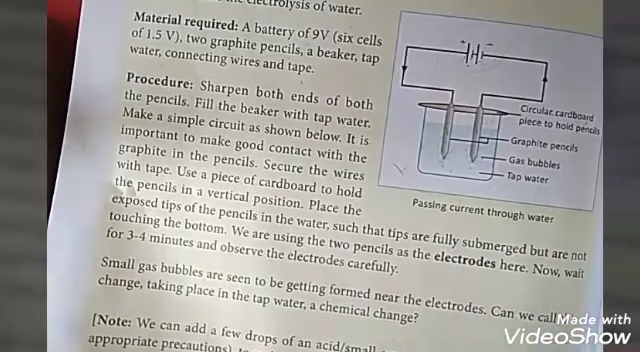 electrolysis of water.
Material required: A battery of 9V (six cells
of 1.5 V), two graphite pencils, a beaker, tap
water, connecting wires and tape.
Procedure: Sharpen both ends of both
the pencils. Fill the beaker with tap water.
Make a simple circuit as shown below. It is
important to make good contact with the
graphite in the pencils. Secure the wires
with tape. Use a piece of cardboard to hold
the pencils in a vertical position. Place the
exposed tips of the pencils in the water, such that tips are fully submerged but are not
touching the bottom. We are using the two pencils as the electrodes here. Now, wait
for 3-4 minutes and observe the electrodes carefully.
+ −
Circular cardboard
piece to hold pencils
Graphite pencils
Gas bubbles
Tap water
Passing current through water
Small gas bubbles are seen to be getting formed near the electrodes. Can we call
change, taking place in the tap water, a chemical change?
[Note: We can add a few drops of an acid/small
appropriate precautions)
Made with
VideoShow